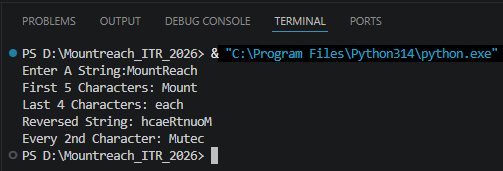 PROBLEMS OUTPUT DEBUG CONSOLE TERMINAL PORTS
PS D:\Mountreach_ITR_2026> & "C:\Program Files\Python314\python.exe"
Enter A String:MountReach
First 5 Characters: Mount
Last 4 Characters: each
Reversed String: hcaeRtnuoM
Every 2nd Character: Mutec
PS D:\Mountreach_ITR_2026>